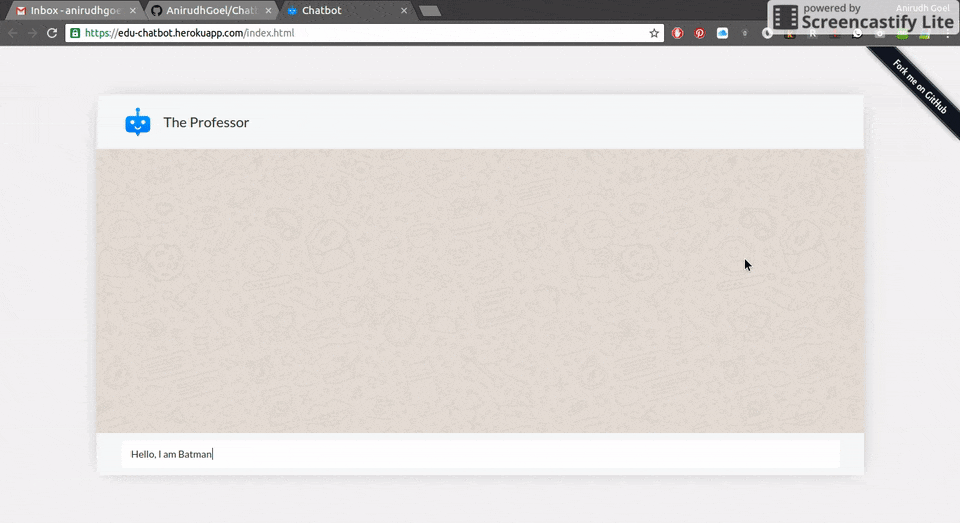 Inbox - anirudhgoe
AnirudhGoel/Chat
Chatbot
Anirudh Goel
powered by
Screencastify Lite
https://edu-chatbot.herokuapp.com/index.html
Fork me on GitHub
The Professor
Hello, I am Batman